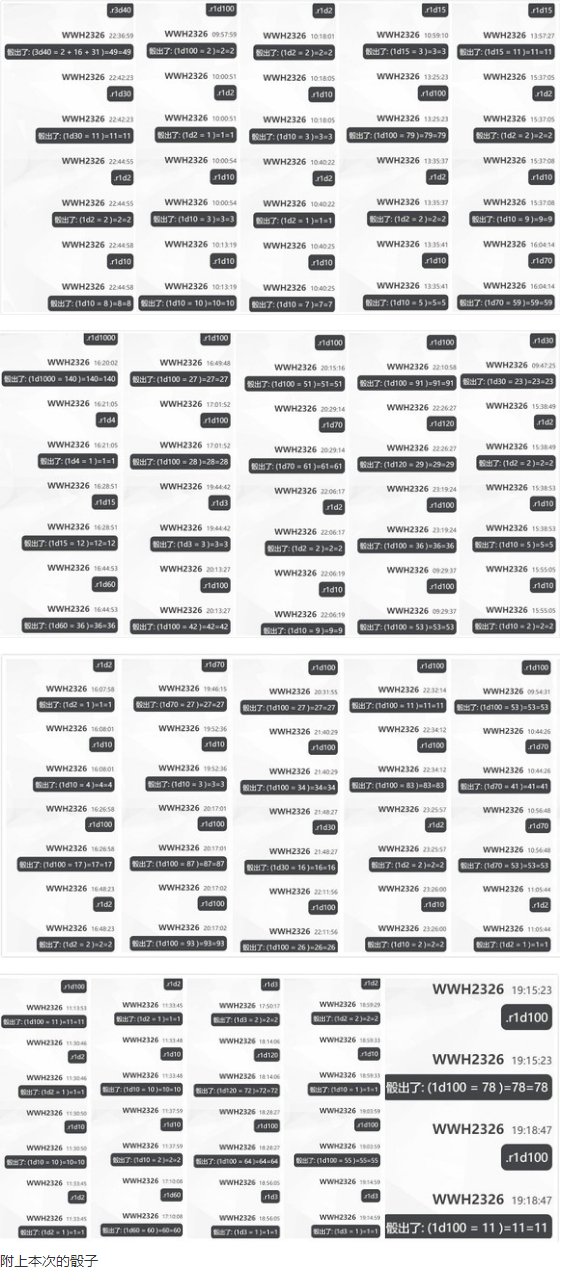 .r3d40
WWH2326 22:36:59
骰出了: (3d40 = 2 + 16 + 31 )=49=49
WWH2326 22:42:23
.r1d30
WWH2326 22:42:23
骰出了: (1d30 = 11 )=11=11
WWH2326 22:44:55
.r1d2
WWH2326 22:44:55
骰出了: (1d2 = 2 )=2=2
WWH2326 22:44:58
.r1d10
WWH2326 22:44:58
骰出了: (1d10 = 8 )=8=8
.r1d100
WWH2326 09:57:59
骰出了: (1d100 = 2 )=2=2
WWH2326 10:00:51
.r1d2
WWH2326 10:00:51
骰出了: (1d2 = 1 )=1=1
WWH2326 10:00:54
.r1d10
WWH2326 10:00:54
骰出了: (1d10 = 3 )=3=3
WWH2326 10:13:19
.r1d10
WWH2326 10:13:19
骰出了: (1d10 = 10 )=10=10
.r1d2
WWH2326 10:18:01
骰出了: (1d2 = 2 )=2=2
WWH2326 10:18:05
.r1d10
WWH2326 10:18:05
骰出了: (1d10 = 3 )=3=3
WWH2326 10:40:22
.r1d2
WWH2326 10:40:22
骰出了: (1d2 = 1 )=1=1
WWH2326 10:40:25
.r1d10
WWH2326 10:40:25
骰出了: (1d10 = 7 )=7=7
.r1d15
WWH2326 10:59:10
骰出了: (1d15 = 3 )=3=3
WWH2326 13:25:23
.r1d100
WWH2326 13:25:23
骰出了: (1d100 = 79 )=79=79
WWH2326 13:35:37
.r1d2
WWH2326 13:35:37
骰出了: (1d2 = 2 )=2=2
WWH2326 13:35:41
.r1d10
WWH2326 13:35:41
骰出了: (1d10 = 5 )=5=5
.r1d15
WWH2326 13:57:27
骰出了: (1d15 = 11 )=11=11
WWH2326 15:37:05
.r1d2
WWH2326 15:37:05
骰出了: (1d2 = 2 )=2=2
WWH2326 15:37:08
.r1d10
WWH2326 15:37:08
骰出了: (1d10 = 9 )=9=9
WWH2326 16:04:14
.r1d70
WWH2326 16:04:14
骰出了: (1d70 = 59 )=59=59
.r1d1000
WWH2326 16:20:02
骰出了: (1d1000 = 140 )=140=140
WWH2326 16:21:05
.r1d4
WWH2326 16:21:05
骰出了: (1d4 = 1 )=1=1
WWH2326 16:28:51
.r1d15
WWH2326 16:28:51
骰出了: (1d15 = 12 )=12=12
WWH2326 16:44:53
.r1d60
WWH2326 16:44:53
骰出了: (1d60 = 36 )=36=36
.r1d100
WWH2326 16:49:48
骰出了: (1d100 = 27 )=27=27
WWH2326 17:01:52
.r1d100
WWH2326 17:01:52
骰出了: (1d100 = 28 )=28=28
WWH2326 19:44:42
.r1d3
WWH2326 19:44:42
骰出了: (1d3 = 3 )=3=3
WWH2326 20:13:27
.r1d100
WWH2326 20:13:27
骰出了: (1d100 = 42 )=42=42
.r1d100
WWH2326 20:15:16
骰出了: (1d100 = 51 )=51=51
WWH2326 20:29:14
.r1d70
WWH2326 20:29:14
骰出了: (1d70 = 61 )=61=61
WWH2326 22:06:17
.r1d2
WWH2326 22:06:17
骰出了: (1d2 = 2 )=2=2
WWH2326 22:06:19
.r1d10
WWH2326 22:06:19
骰出了: (1d10 = 9 )=9=9
.r1d100
WWH2326 22:10:58
骰出了: (1d100 = 91 )=91=91
WWH2326 22:26:27
.r1d120
WWH2326 22:26:27
骰出了: (1d120 = 29 )=29=29
WWH2326 23:19:24
.r1d100
WWH2326 23:19:24
骰出了: (1d100 = 36 )=36=36
WWH2326 09:29:37
.r1d100
WWH2326 09:29:37
骰出了: (1d100 = 53 )=53=53
.r1d30
WWH2326 09:47:25
骰出了: (1d30 = 23 )=23=23
WWH2326 15:38:49
.r1d2
WWH2326 15:38:49
骰出了: (1d2 = 2 )=2=2
WWH2326 15:38:53
.r1d10
WWH2326 15:38:53
骰出了: (1d10 = 5 )=5=5
WWH2326 15:55:05
.r1d10
WWH2326 15:55:05
骰出了: (1d10 = 2 )=2=2
.r1d2
WWH2326 16:07:58
骰出了: (1d2 = 1 )=1=1
WWH2326 16:08:01
.r1d10
WWH2326 16:08:01
骰出了: (1d10 = 4 )=4=4
WWH2326 16:26:58
.r1d100
WWH2326 16:26:58
骰出了: (1d100 = 17 )=17=17
WWH2326 16:48:23
.r1d2
WWH2326 16:48:23
骰出了: (1d2 = 2 )=2=2
.r1d70
WWH2326 19:46:15
骰出了: (1d70 = 27 )=27=27
WWH2326 19:52:36
.r1d10
WWH2326 19:52:36
骰出了: (1d10 = 3 )=3=3
WWH2326 20:17:01
.r1d100
WWH2326 20:17:01
骰出了: (1d100 = 87 )=87=87
WWH2326 20:17:02
.r1d100
WWH2326 20:17:02
骰出了: (1d100 = 93 )=93=93
.r1d100
WWH2326 20:31:55
骰出了: (1d100 = 27 )=27=27
WWH2326 21:40:29
.r1d100
WWH2326 21:40:29
骰出了: (1d100 = 34 )=34=34
WWH2326 21:48:27
.r1d30
WWH2326 21:48:27
骰出了: (1d30 = 16 )=16=16
WWH2326 22:11:56
.r1d100
WWH2326 22:11:56
骰出了: (1d100 = 26 )=26=26
.r1d100
WWH2326 22:32:14
骰出了: (1d100 = 11 )=11=11
WWH2326 22:34:12
.r1d100
WWH2326 22:34:12
骰出了: (1d100 = 83 )=83=83
WWH2326 23:25:57
.r1d2
WWH2326 23:25:57
骰出了: (1d2 = 2 )=2=2
WWH2326 23:26:00
.r1d10
WWH2326 23:26:00
骰出了: (1d10 = 2 )=2=2
.r1d100
WWH2326 09:54:31
骰出了: (1d100 = 53 )=53=53
WWH2326 10:44:26
.r1d70
WWH2326 10:44:26
骰出了: (1d70 = 41 )=41=41
WWH2326 10:56:48
.r1d70
WWH2326 10:56:48
骰出了: (1d70 = 53 )=53=53
WWH2326 11:05:44
.r1d2
WWH2326 11:05:44
骰出了: (1d2 = 1 )=1=1
.r1d100
WWH2326 11:13:53
骰出了: (1d100 = 11 )=11=11
WWH2326 11:30:46
.r1d2
WWH2326 11:30:46
骰出了: (1d2 = 1 )=1=1
WWH2326 11:30:50
.r1d10
WWH2326 11:30:50
骰出了: (1d10 = 10 )=10=10
WWH2326 11:33:45
.r1d2
WWH2326 11:33:45
骰出了: (1d2 = 1 )=1=1
.r1d2
WWH2326 11:33:45
骰出了: (1d2 = 1 )=1=1
WWH2326 11:33:48
.r1d10
WWH2326 11:33:48
骰出了: (1d10 = 10 )=10=10
WWH2326 11:37:59
.r1d10
WWH2326 11:37:59
骰出了: (1d10 = 2 )=2=2
WWH2326 17:10:08
.r1d60
WWH2326 17:10:08
骰出了: (1d60 = 60 )=60=60
.r1d3
WWH2326 17:50:17
骰出了: (1d3 = 2 )=2=2
WWH2326 18:14:06
.r1d120
WWH2326 18:14:06
骰出了: (1d120 = 72 )=72=72
WWH2326 18:28:27
.r1d100
WWH2326 18:28:27
骰出了: (1d100 = 64 )=64=64
WWH2326 18:56:05
.r1d3
WWH2326 18:56:05
骰出了: (1d3 = 1 )=1=1
.r1d2
WWH2326 18:59:29
骰出了: (1d2 = 2 )=2=2
WWH2326 18:59:33
.r1d10
WWH2326 18:59:33
骰出了: (1d10 = 1 )=1=1
WWH2326 19:03:59
.r1d100
WWH2326 19:03:59
骰出了: (1d100 = 55 )=55=55
WWH2326 19:14:59
.r1d3
WWH2326 19:14:59
骰出了: (1d3 = 1 )=1=1
WWH2326 19:15:23
.r1d100
WWH2326 19:15:23
骰出了: (1d100 = 78 )=78=78
WWH2326 19:18:47
.r1d100
WWH2326 19:18:47
骰出了: (1d100 = 11 )=11=11
附上本次的骰子